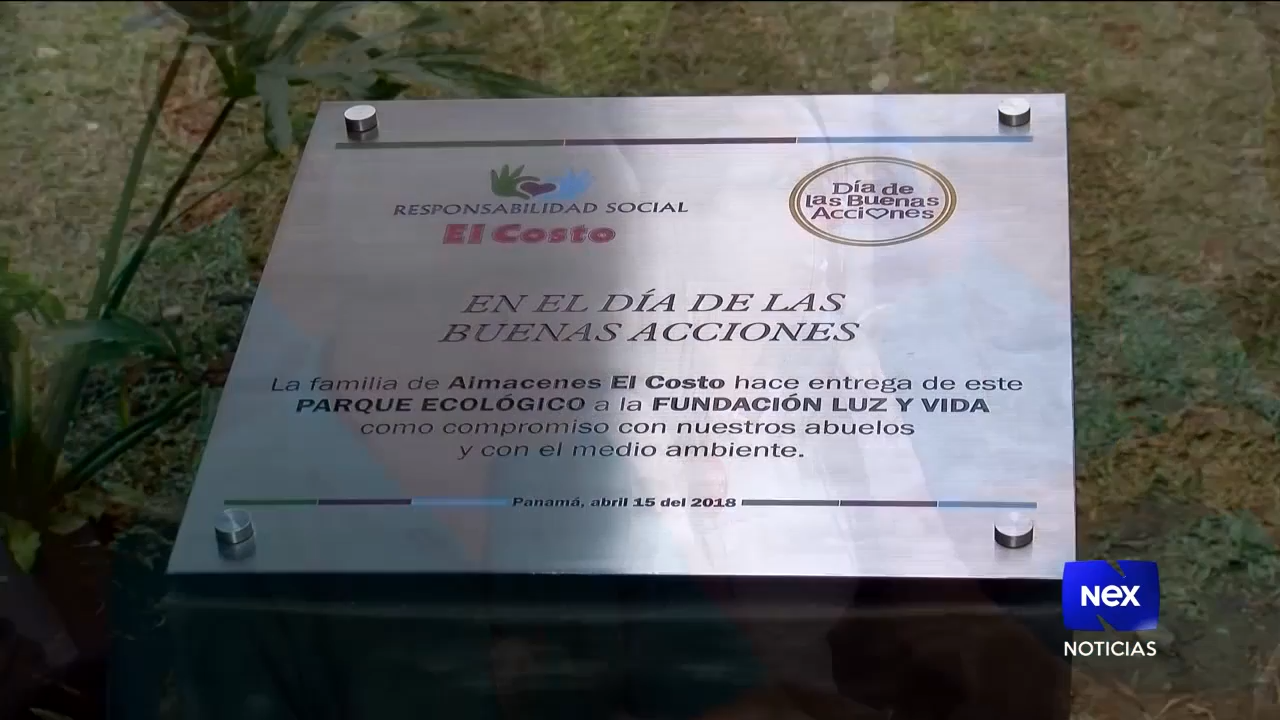 RESPONSABILIDAD SOCIAL
El Costo
Día de
las Buenas
Acciones
EN EL DÍA DE LAS
BUENAS ACCIONES
La familia de Almacenes El Costo hace entrega de este
PARQUE ECOLÓGICO a la FUNDACIÓN LUZ Y VIDA
como compromiso con nuestros abuelos
y con el medio ambiente.
Panamá, abril 15 del 2018
Nex
NOTICIAS